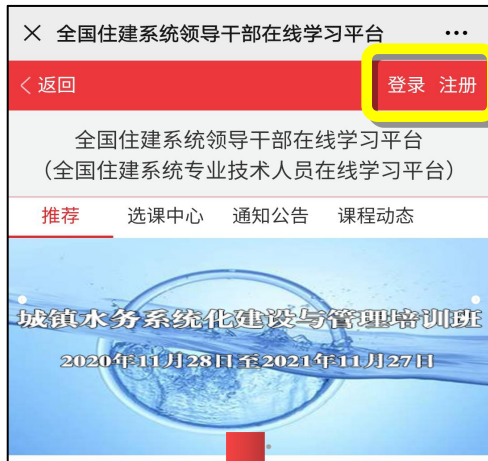 全国住建系统领导干部在线学习平台
返回 登录 注册
全国住建系统领导干部在线学习平台
（全国住建系统专业技术人员在线学习平台）
推荐 选课中心 通知公告 课程动态
城镇水务系统化建设与管理培训班
2020年11月28日至2021年11月27日